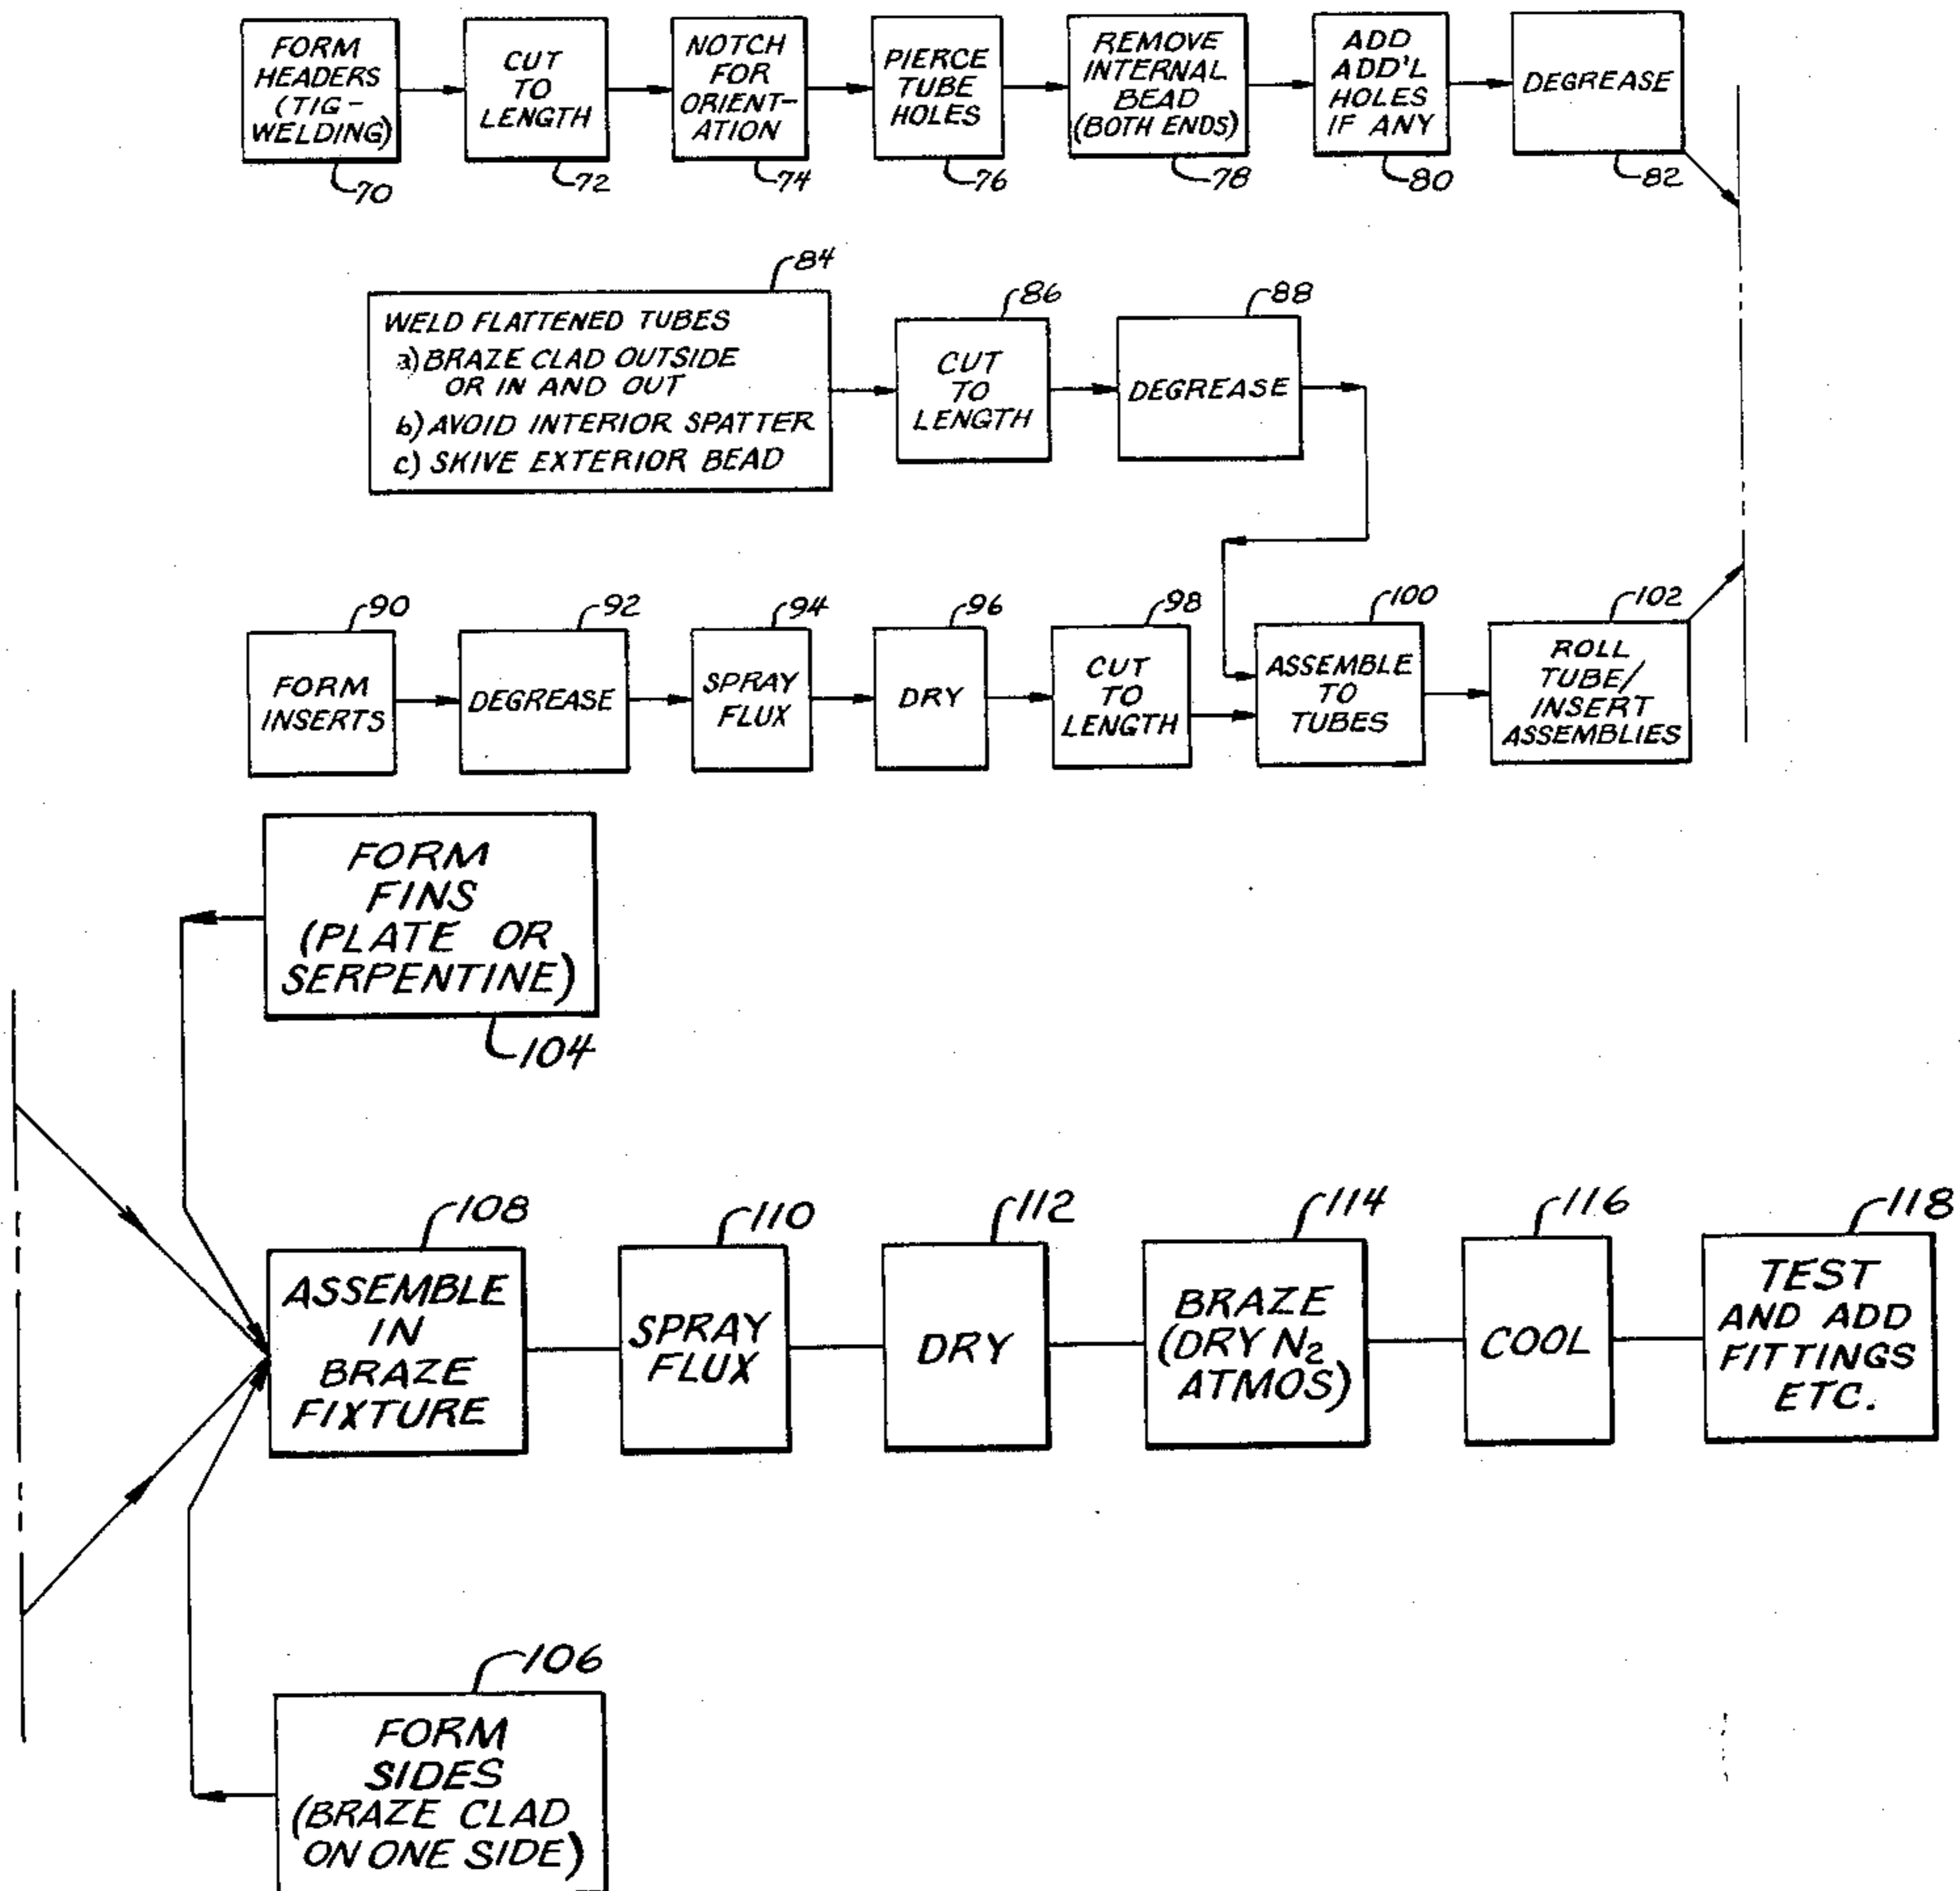 FORM
HEADERS
(TIG-
WELDING)
70
CUT
TO
LENGTH
72
NOTCH
FOR
ORIENT-
ATION
74
PIERCE
TUBE
HOLES
76
REMOVE
INTERNAL
BEAD
(BOTH ENDS)
78
ADD
ADD'L
HOLES
IF ANY
80
DEGREASE
82
84
WELD FLATTENED TUBES
a) BRAZE CLAD OUTSIDE
OR IN AND OUT
b) AVOID INTERIOR SPATTER
c) SKIVE EXTERIOR BEAD
86
CUT
TO
LENGTH
88
DEGREASE
90
FORM
INSERTS
92
DEGREASE
94
SPRAY
FLUX
96
DRY
98
CUT
TO
LENGTH
100
ASSEMBLE
TO
TUBES
102
ROLL
TUBE/
INSERT
ASSEMBLIES
FORM
FINS
(PLATE OR
SERPENTINE)
104
108
ASSEMBLE
IN
BRAZE
FIXTURE
110
SPRAY
FLUX
112
DRY
114
BRAZE
(DRY N2
ATMOS)
116
COOL
118
TEST
AND ADD
FITTINGS
ETC.
106
FORM
SIDES
(BRAZE CLAD
ON ONE SIDE)